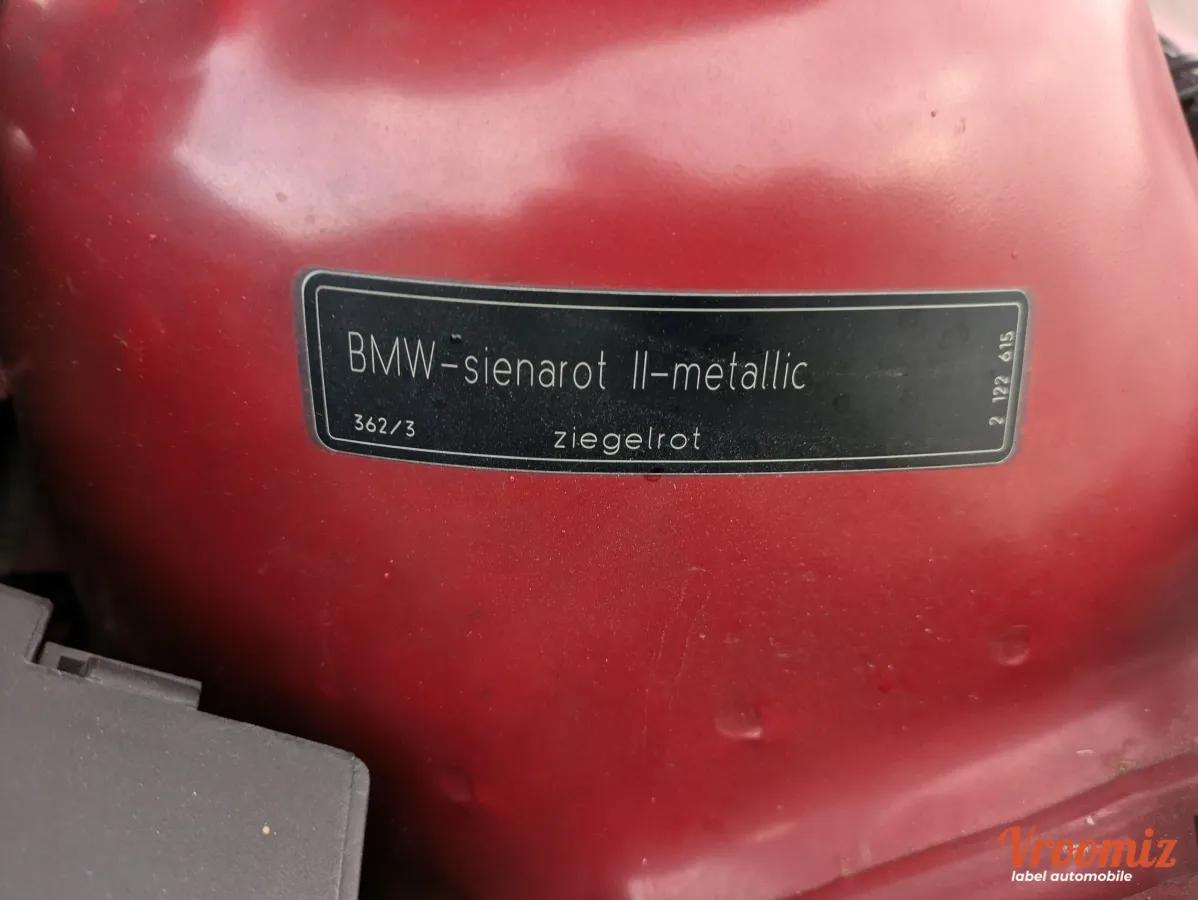 BMW-sienarot II-metallic
362/3
ziegelrot
2 122 615
Vroomiz
label automobile